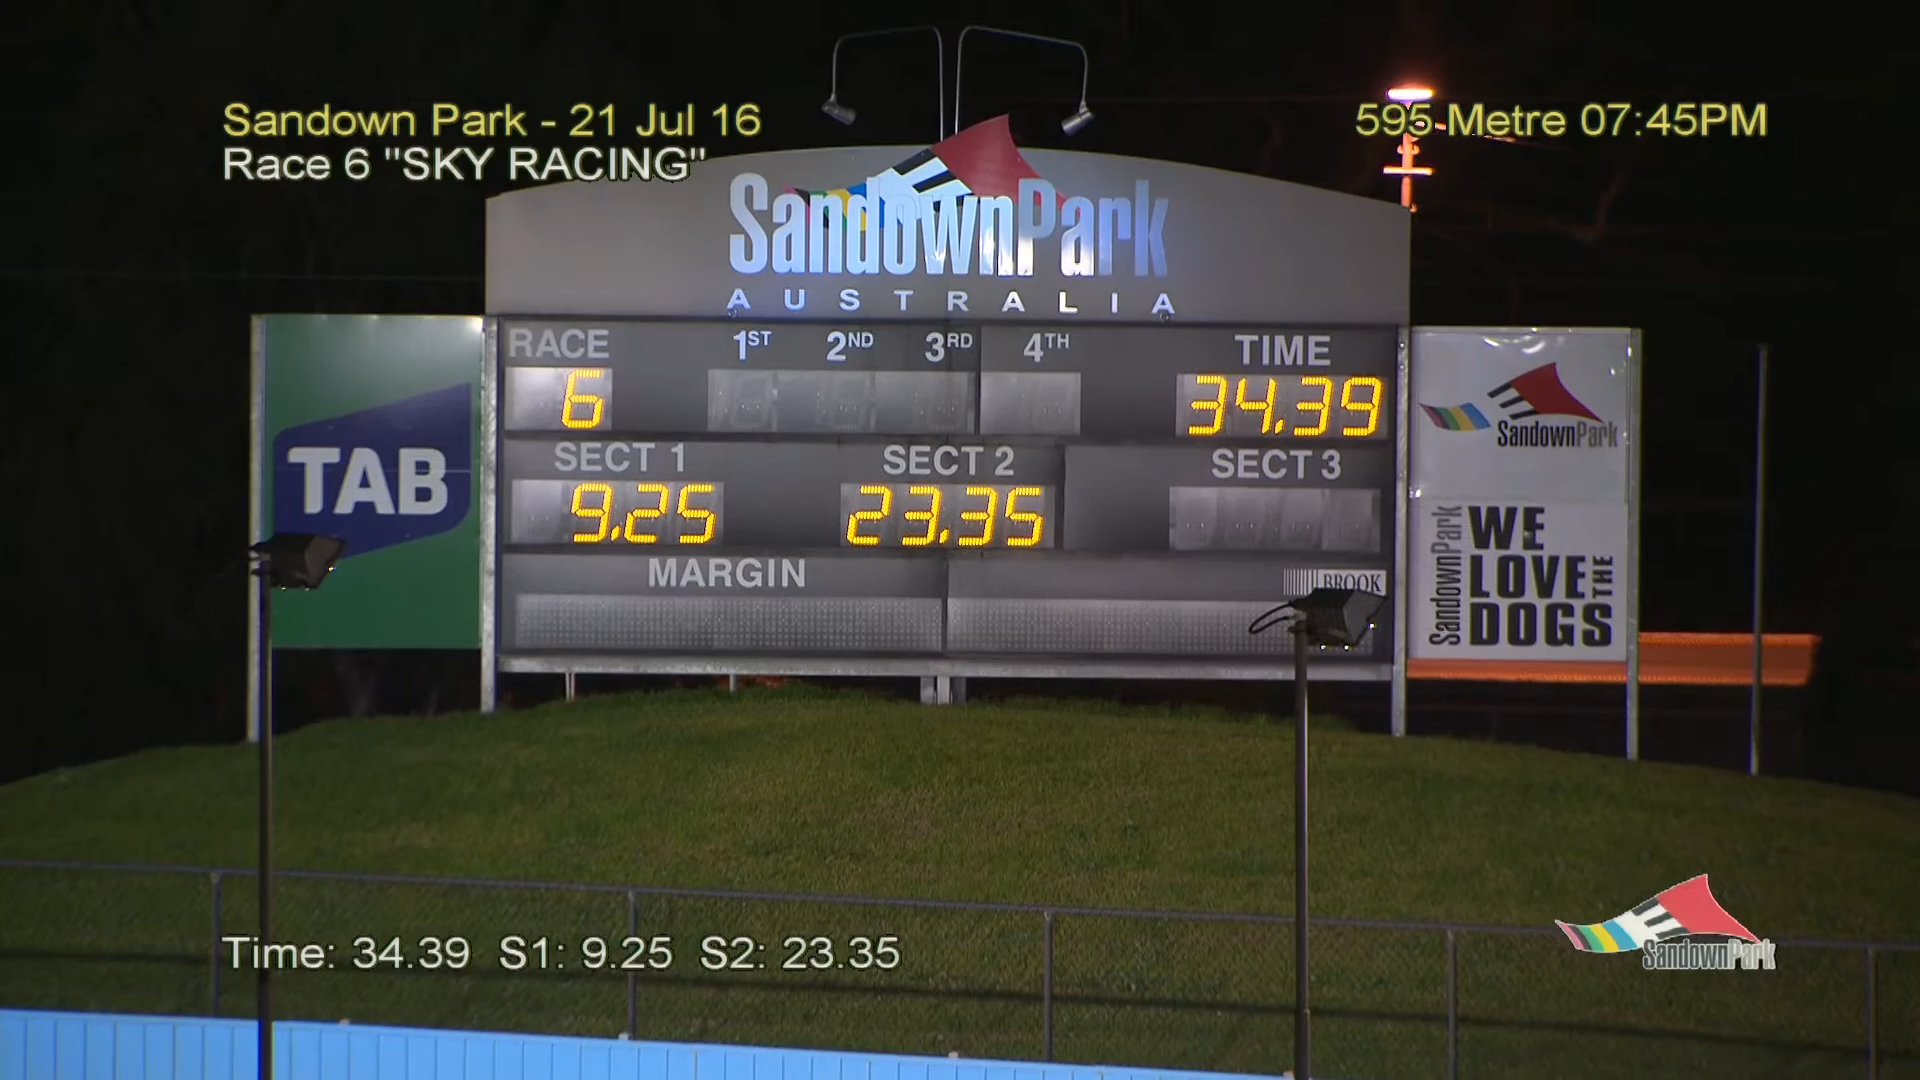 Sandown Park - 21 Jul 16
595 Metre 07:45PM
Race 6 "SKY RACING"
SandownPark
AUSTRALIA
RACE 1ST 2ND 3RD 4TH TIME
6 34.39
SECT 1 SECT 2 SECT 3
9.25 23.35
MARGIN
BROOK
TAB
SandownPark
SandownPark
WE
LOVE THE
DOGS
Time: 34.39 S1: 9.25 S2: 23.35
SandownPark